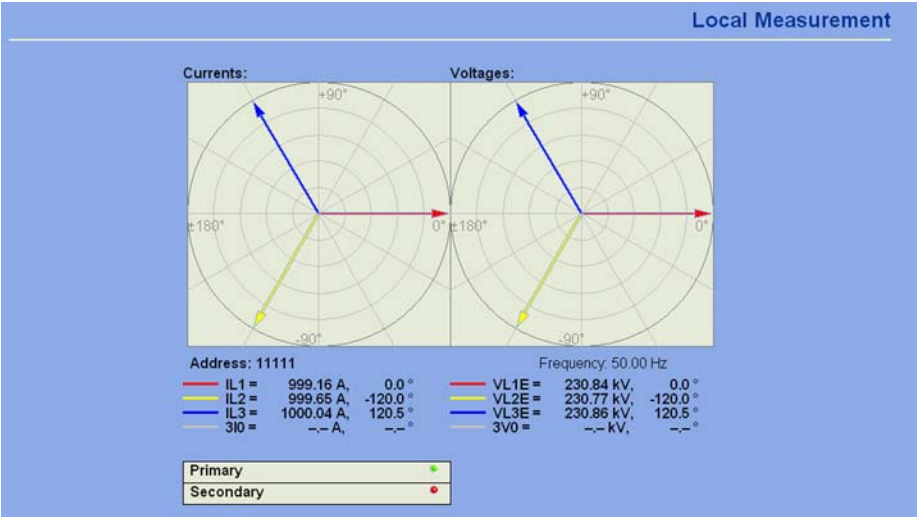 Local Measurement
Currents: Voltages:
+90° +90°
±180° 0° ±180° 0°
-90° -90°
Address: 11111 Frequency: 50.00 Hz
IL1 = 999.16 A, 0.0 ° VL1E = 230.84 kV, 0.0 °
IL2 = 999.65 A, -120.0 ° VL2E = 230.77 kV, -120.0 °
IL3 = 1000.04 A, 120.5 ° VL3E = 230.86 kV, 120.5 °
3I0 = --.-- A, --.-- ° 3V0 = --.-- kV, --.-- °
Primary
Secondary